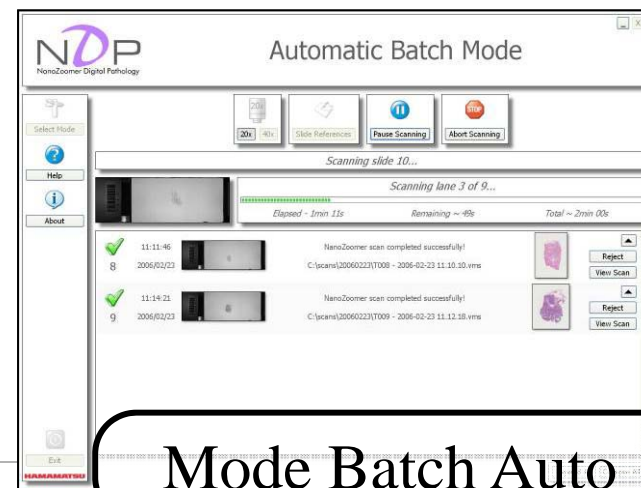 NDP
NanoZoomer Digital Pathology
Automatic Batch Mode
Select Mode
20x
20x 40x
Slide References
Pause Scanning
STOP
Abort Scanning
Help
Scanning slide 10...
About
Scanning lane 3 of 9...
Elapsed - 1min 11s Remaining ~ 49s Total ~ 2min 00s
11:11:46 NanoZoomer scan completed successfully!
Reject
8 2006/02/23 C:\scans\20060223\T008 - 2006-02-23 11.10.10.vms
View Scan
11:14:21 NanoZoomer scan completed successfully!
Reject
9 2006/02/23 C:\scans\20060223\T009 - 2006-02-23 11.12.18.vms
View Scan
Exit
HAMAMATSU
Mode Batch Auto